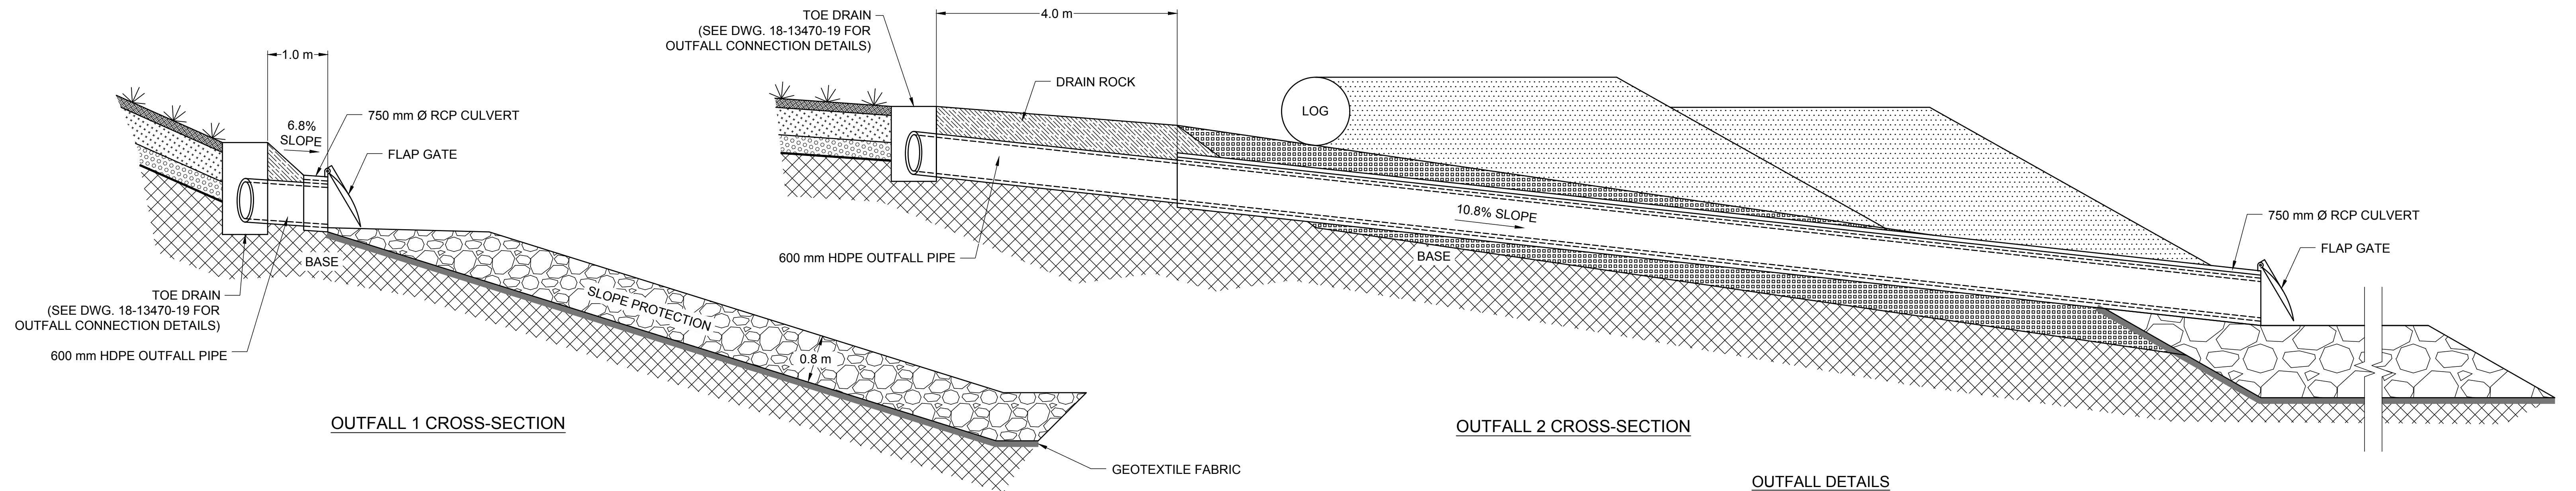 1.0 m
6.8%
SLOPE
750 mm Ø RCP CULVERT
FLAP GATE
BASE
TOE DRAIN
(SEE DWG. 18-13470-19 FOR
OUTFALL CONNECTION DETAILS)
600 mm HDPE OUTFALL PIPE
SLOPE PROTECTION
0.8 m
GEOTEXTILE FABRIC
OUTFALL 1 CROSS-SECTION
TOE DRAIN
(SEE DWG. 18-13470-19 FOR
OUTFALL CONNECTION DETAILS)
4.0 m
DRAIN ROCK
LOG
10.8% SLOPE
600 mm HDPE OUTFALL PIPE
BASE
750 mm Ø RCP CULVERT
FLAP GATE
OUTFALL 2 CROSS-SECTION
OUTFALL DETAILS